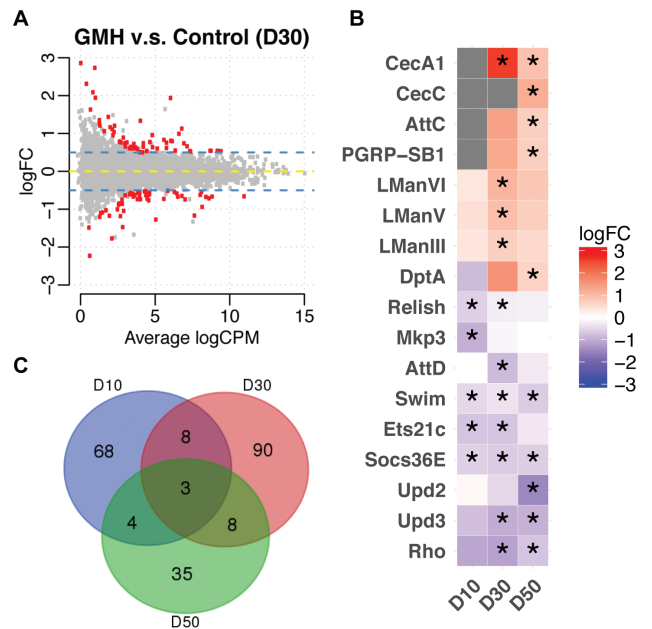 A
GMH v.s. Control (D30)
3
2
1
0
−1
−2
−3
logFC
0
5
10
15
Average logCPM
B
CecA1 * *
CecC *
AttC *
PGRP−SB1 *
LManVI *
LManV *
LManIII *
DptA *
Relish * *
Mkp3 *
AttD *
Swim * * *
Ets21c * *
Socs36E * * *
Upd2 *
Upd3 * *
Rho * *
D10
D30
D50
logFC
3
2
1
0
−1
−2
−3
C
D10
D30
68
8
90
3
4
8
35
D50